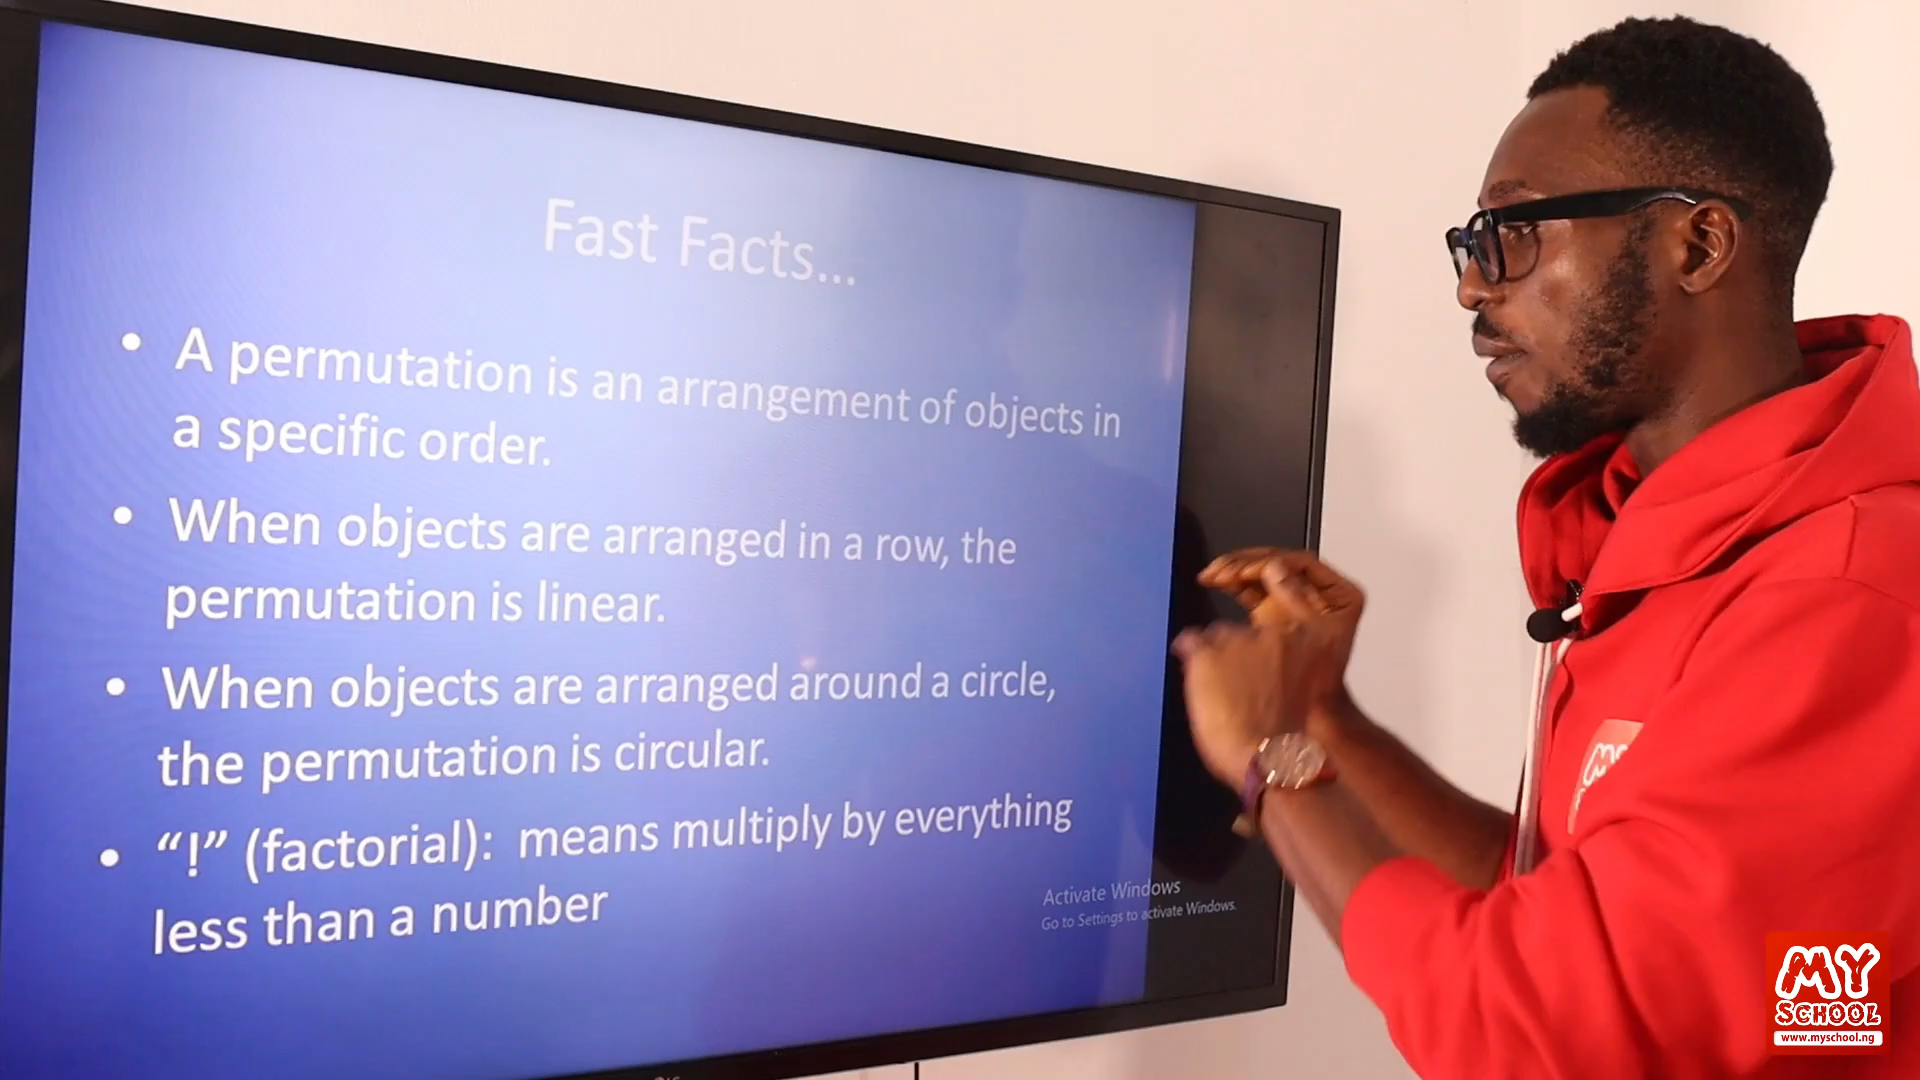 Fast Facts...
• A permutation is an arrangement of objects in
a specific order.
• When objects are arranged in a row, the
permutation is linear.
• When objects are arranged around a circle,
the permutation is circular.
• “!” (factorial): means multiply by everything
less than a number
Activate Windows
Go to Settings to activate Windows.
MY
SCHOOL
www.myschool.ng